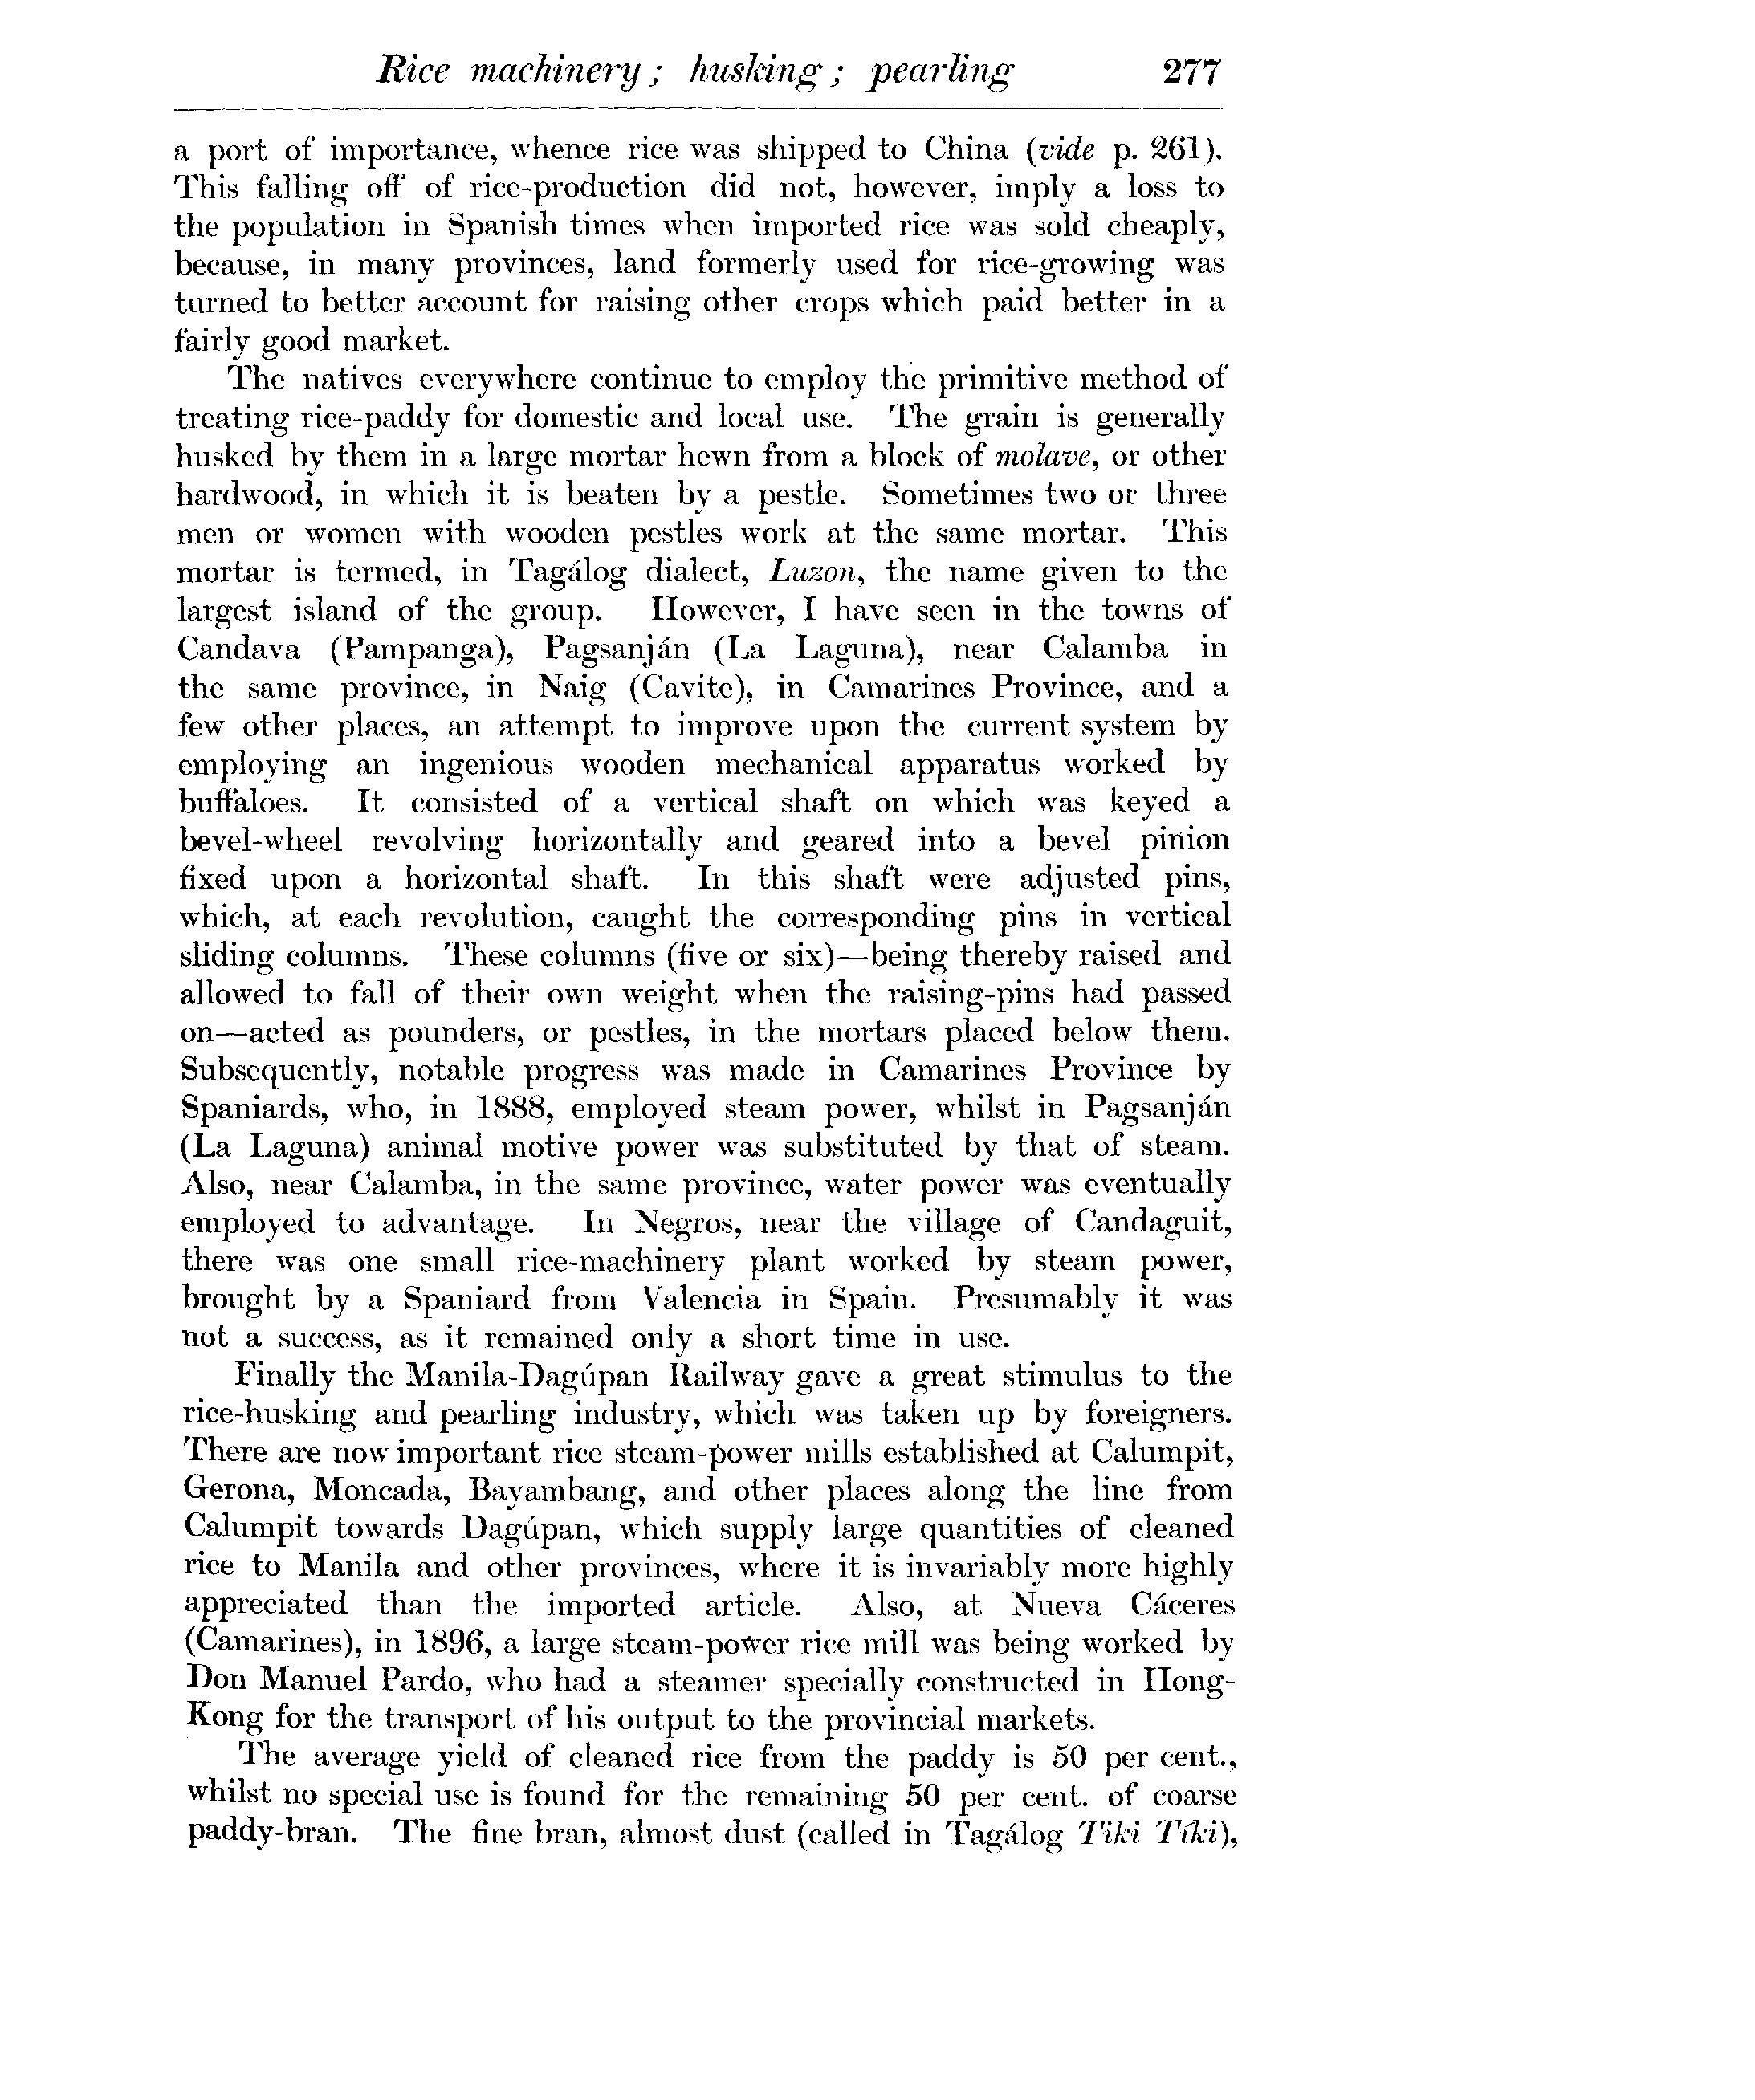 Rice machinery; husking; pearling 277
a port of importance, whence rice was shipped to China (vide p. 261).
This falling off of rice-production did not, however, imply a loss to
the population in Spanish times when imported rice was sold cheaply,
because, in many provinces, land formerly used for rice-growing was
turned to better account for raising other crops which paid better in a
fairly good market.
The natives everywhere continue to employ the primitive method of
treating rice-paddy for domestic and local use. The grain is generally
husked by them in a large mortar hewn from a block of molave, or other
hardwood, in which it is beaten by a pestle. Sometimes two or three
men or women with wooden pestles work at the same mortar. This
mortar is termed, in Tagálog dialect, Luzon, the name given to the
largest island of the group. However, I have seen in the towns of
Candava (Pampanga), Pagsanján (La Laguna), near Calamba in
the same province, in Naig (Cavite), in Camarines Province, and a
few other places, an attempt to improve upon the current system by
employing an ingenious wooden mechanical apparatus worked by
buffaloes. It consisted of a vertical shaft on which was keyed a
bevel-wheel revolving horizontally and geared into a bevel pinion
fixed upon a horizontal shaft. In this shaft were adjusted pins,
which, at each revolution, caught the corresponding pins in vertical
sliding columns. These columns (five or six)—being thereby raised and
allowed to fall of their own weight when the raising-pins had passed
on—acted as pounders, or pestles, in the mortars placed below them.
Subsequently, notable progress was made in Camarines Province by
Spaniards, who, in 1888, employed steam power, whilst in Pagsanján
(La Laguna) animal motive power was substituted by that of steam.
Also, near Calamba, in the same province, water power was eventually
employed to advantage. In Negros, near the village of Candaguit,
there was one small rice-machinery plant worked by steam power,
brought by a Spaniard from Valencia in Spain. Presumably it was
not a success, as it remained only a short time in use.
Finally the Manila-Dagúpan Railway gave a great stimulus to the
rice-husking and pearling industry, which was taken up by foreigners.
There are now important rice steam-power mills established at Calumpit,
Gerona, Moncada, Bayambang, and other places along the line from
Calumpit towards Dagúpan, which supply large quantities of cleaned
rice to Manila and other provinces, where it is invariably more highly
appreciated than the imported article. Also, at Nueva Cáceres
(Camarines), in 1896, a large steam-power rice mill was being worked by
Don Manuel Pardo, who had a steamer specially constructed in Hong-
Kong for the transport of his output to the provincial markets.
The average yield of cleaned rice from the paddy is 50 per cent.,
whilst no special use is found for the remaining 50 per cent. of coarse
paddy-bran. The fine bran, almost dust (called in Tagálog Tíki Tíki),